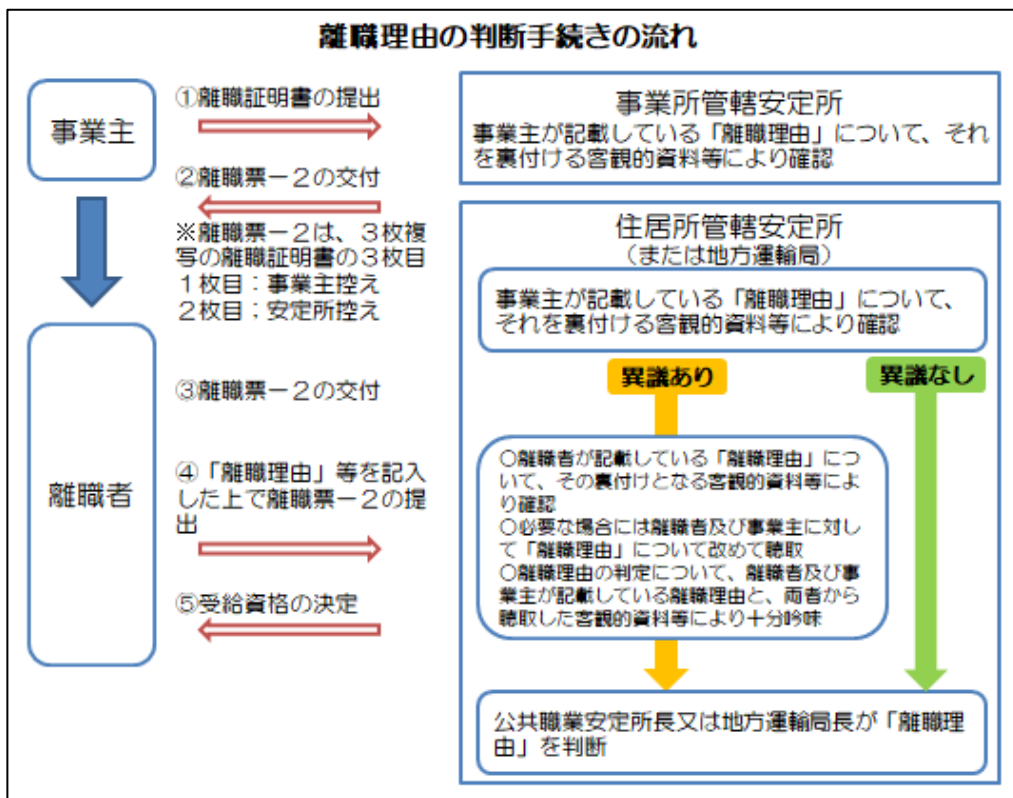 離職理由の判断手続きの流れ
事業主
①離職証明書の提出
②離職票－２の交付
※離職票－２は、３枚複
写の離職証明書の３枚目
１枚目：事業主控え
２枚目；安定所控え
離職者
③離職票－２の交付
④「離職理由」等を記入
した上で離職票－２の提
出
⑤受給資格の決定
事業所管轄安定所
事業主が記載している「離職理由」について、それ
を裏付ける客観的資料等により確認
住居所管轄安定所
（または地方運輸局）
事業主が記載している「離職理由」について、
それを裏付ける客観的資料等により確認
異議あり
異議なし
○離職者が記載している「離職理由」につ
いて、その裏付けとなる客観的資料等によ
り確認
○必要な場合には離職者及び事業主に対し
て「離職理由」について改めて聴取
○離職理由の判定について、離職者及び事
業主が記載している離職理由と、両者から
聴取した客観的資料等により十分吟味
公共職業安定所長又は地方運輸局長が「離職理
由」を判断